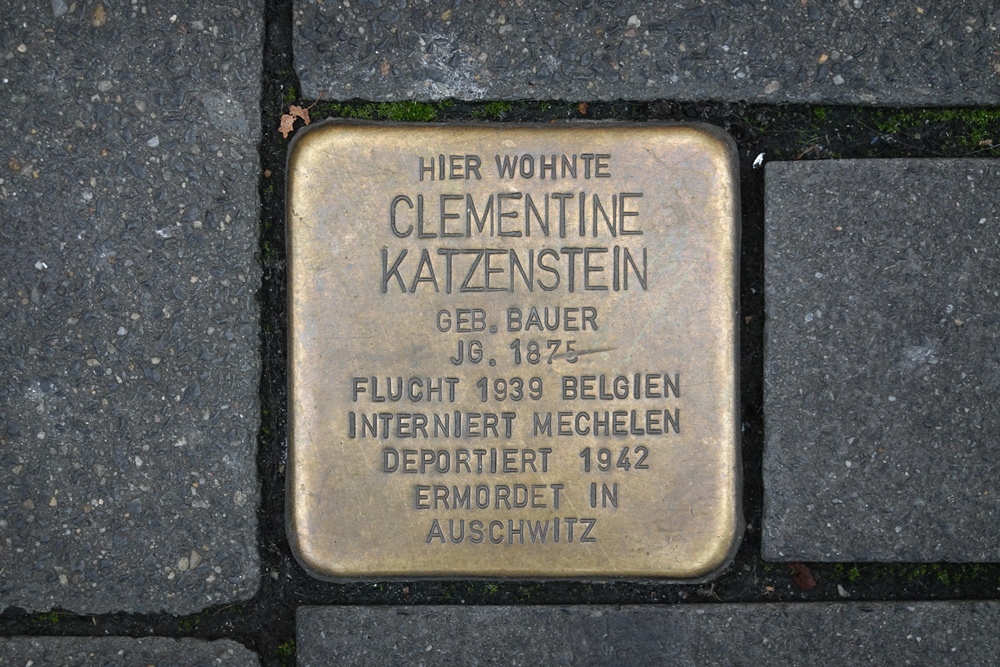 HIER WOHNTE
CLEMENTINE
KATZENSTEIN
GEB. BAUER
JG. 1875
FLUCHT 1939 BELGIEN
INTERNIERT MECHELEN
DEPORTIERT 1942
ERMORDET IN
AUSCHWITZ